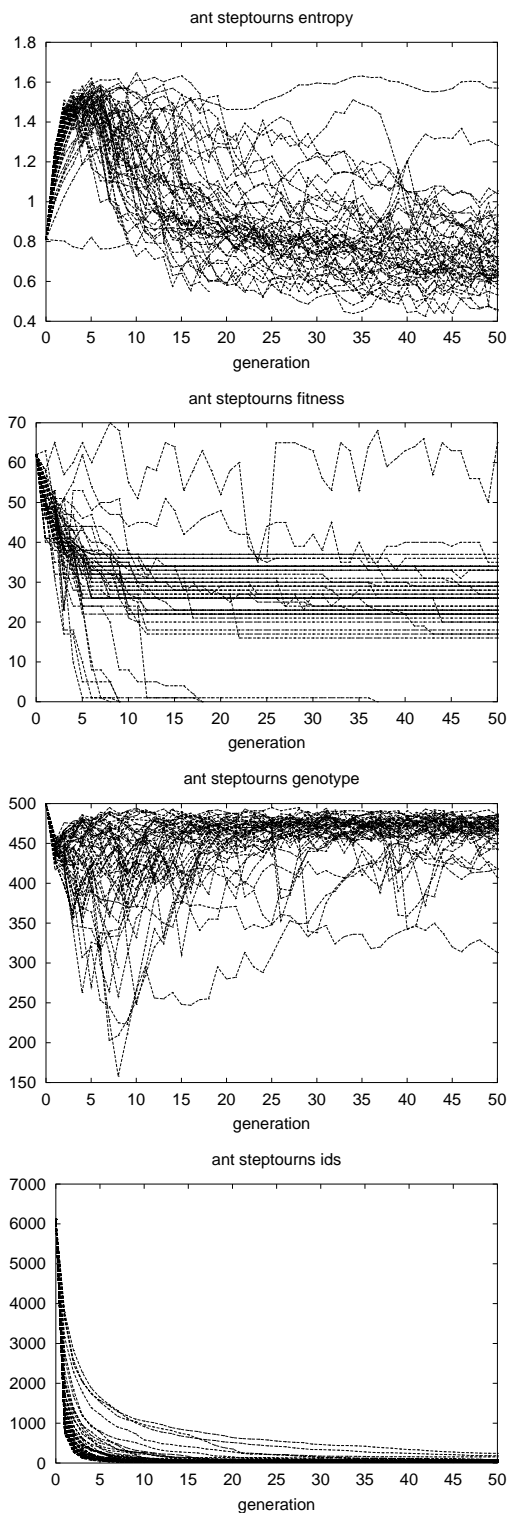 ant steptourns entropy
1.8
1.6
1.4
1.2
1
0.8
0.6
0.4
0 5 10 15 20 25 30 35 40 45 50
generation
ant steptourns fitness
70
60
50
40
30
20
10
0
0 5 10 15 20 25 30 35 40 45 50
generation
ant steptourns genotype
500
450
400
350
300
250
200
150
0 5 10 15 20 25 30 35 40 45 50
generation
ant steptourns ids
7000
6000
5000
4000
3000
2000
1000
0
0 5 10 15 20 25 30 35 40 45 50
generation